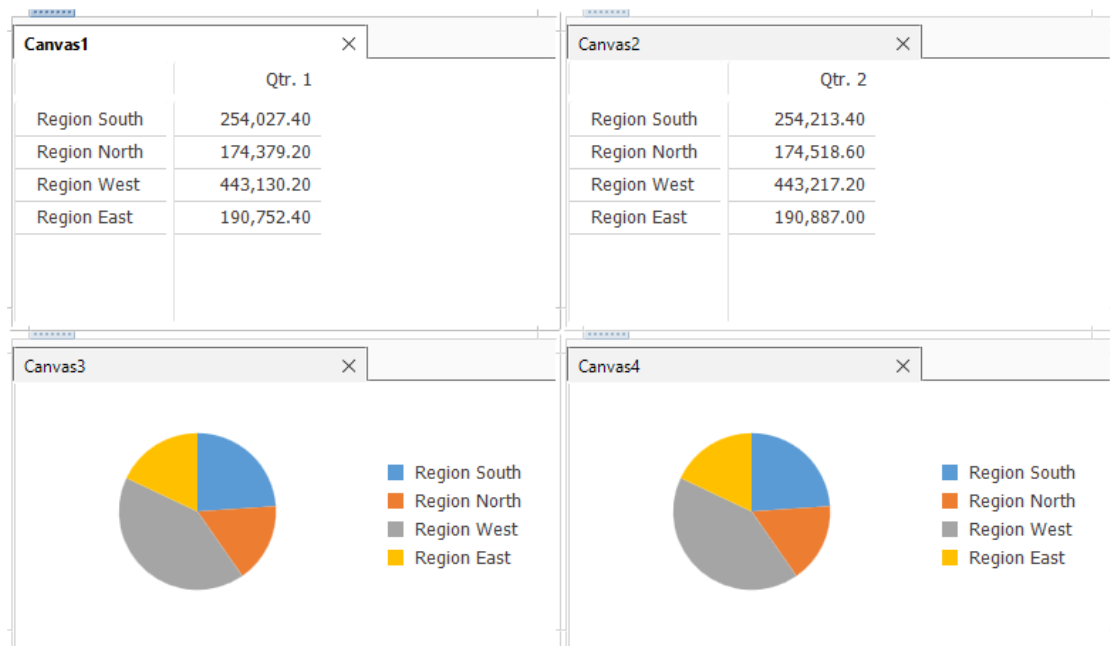 Canvas1
Qtr. 1
Region South 254,027.40
Region North 174,379.20
Region West 443,130.20
Region East 190,752.40
Canvas2
Qtr. 2
Region South 254,213.40
Region North 174,518.60
Region West 443,217.20
Region East 190,887.00
Canvas3
Region South
Region North
Region West
Region East
Canvas4
Region South
Region North
Region West
Region East